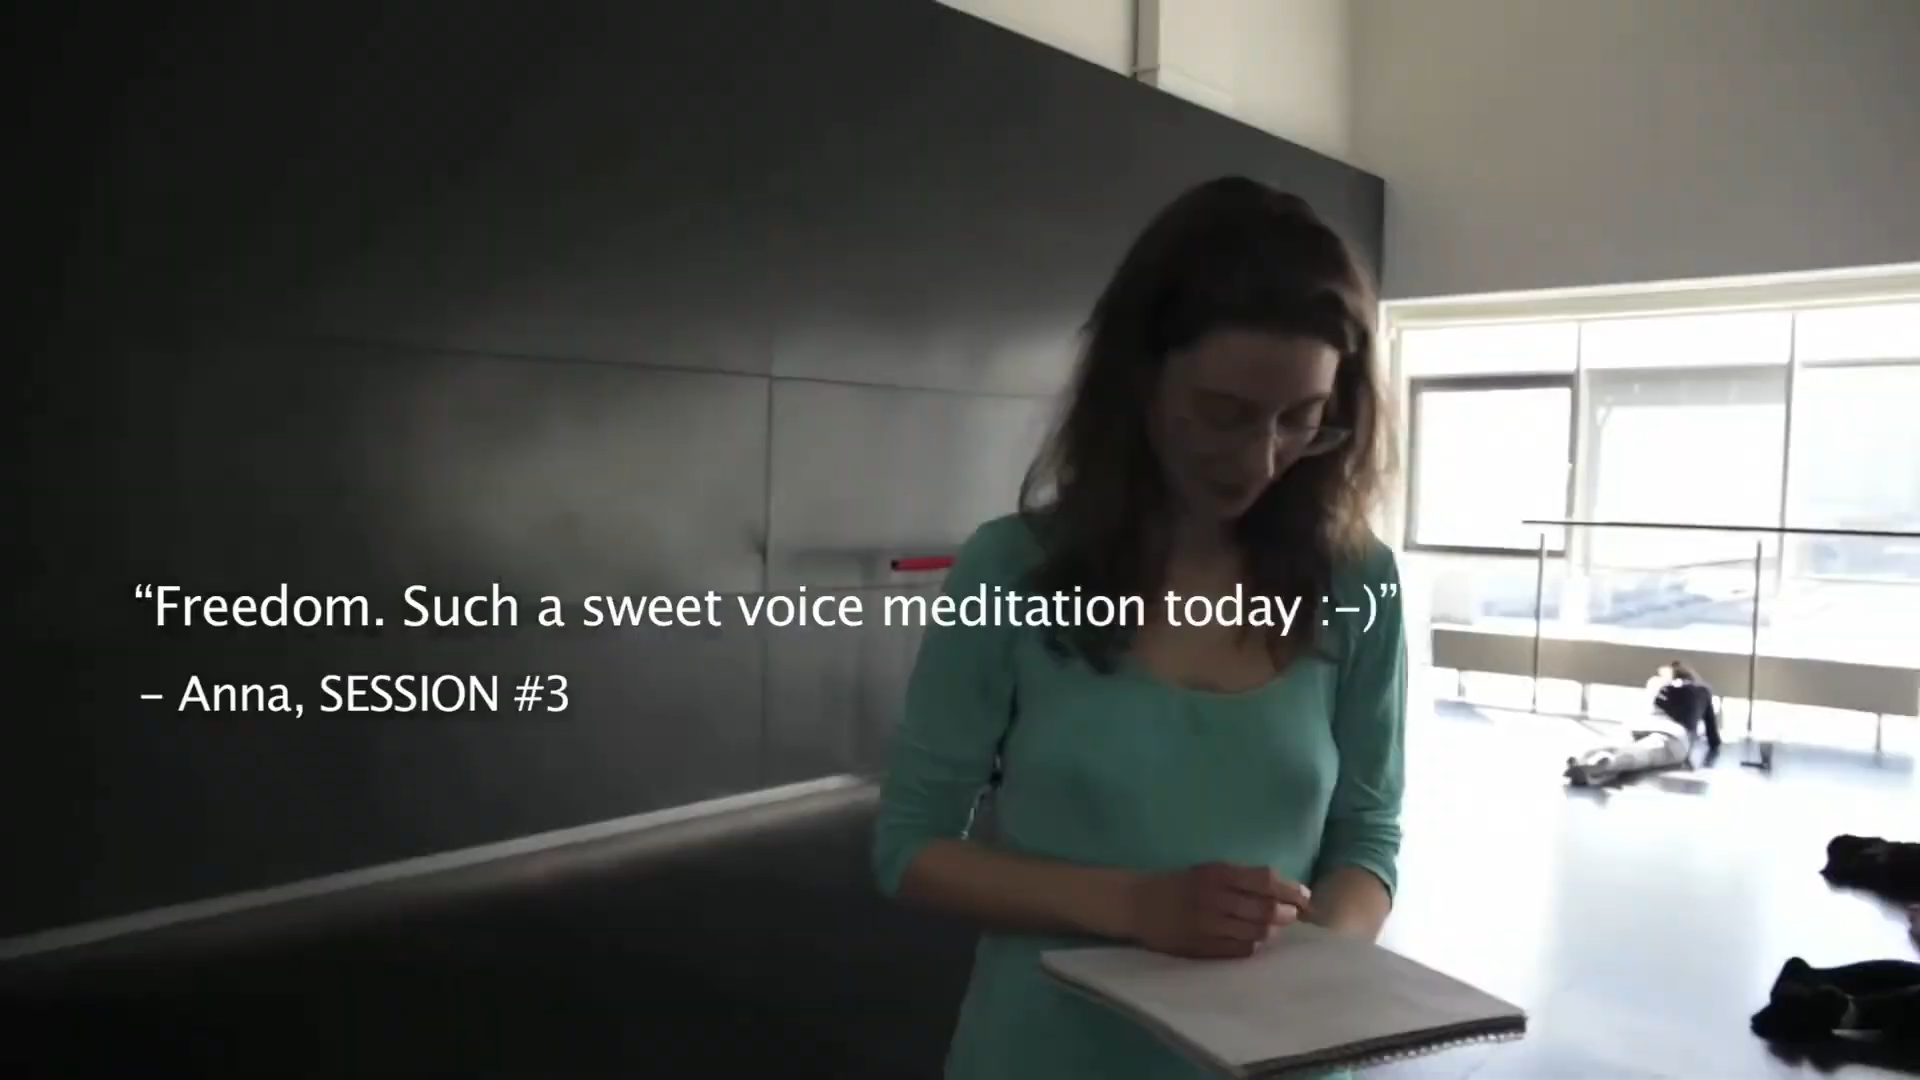 “Freedom. Such a sweet voice meditation today :-)”
– Anna, SESSION #3